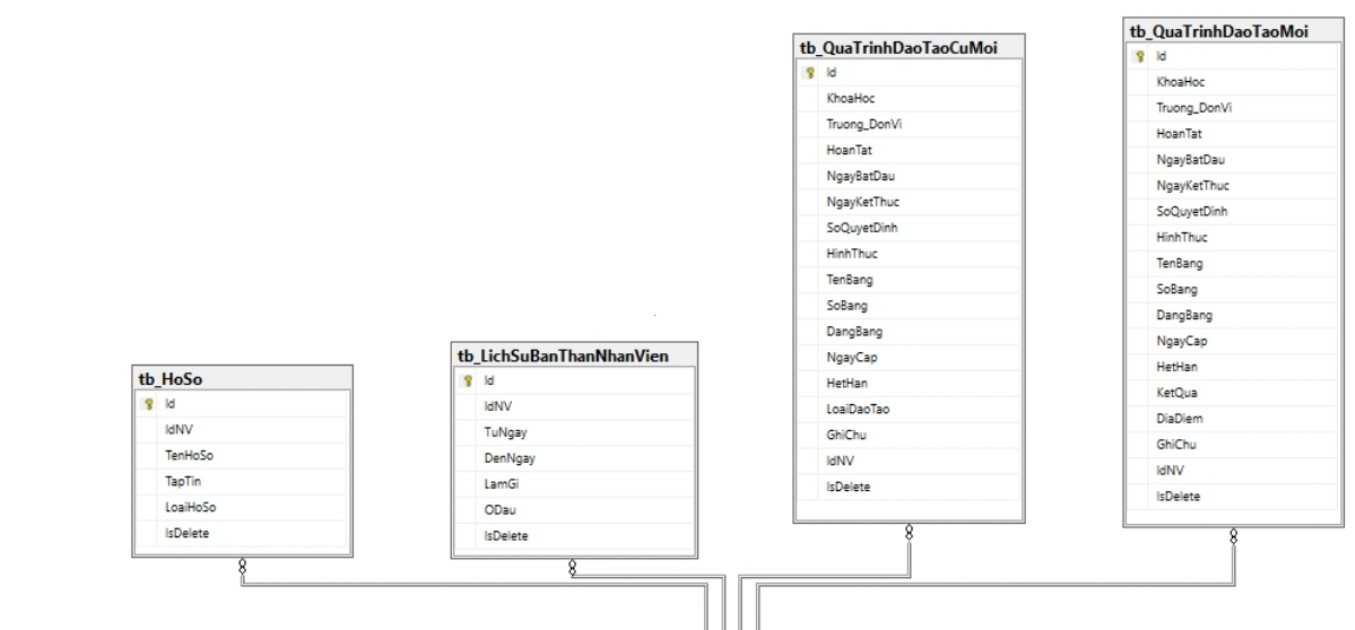 tb_HoSo
Id
IdNV
TenHoSo
TapTin
LoaiHoSo
IsDelete
tb_LichSuBanThanNhanVien
Id
IdNV
TuNgay
DenNgay
LamGi
ODau
IsDelete
tb_QuaTrinhDaoTaoCuMoi
Id
KhoaHoc
Truong_DonVi
HoanTat
NgayBatDau
NgayKetThuc
SoQuyetDinh
HinhThuc
TenBang
SoBang
DangBang
NgayCap
HetHan
LoaiDaoTao
GhiChu
IdNV
IsDelete
tb_QuaTrinhDaoTaoMoi
Id
KhoaHoc
Truong_DonVi
HoanTat
NgayBatDau
NgayKetThuc
SoQuyetDinh
HinhThuc
TenBang
SoBang
DangBang
NgayCap
HetHan
KetQua
DiaDiem
GhiChu
IdNV
IsDelete